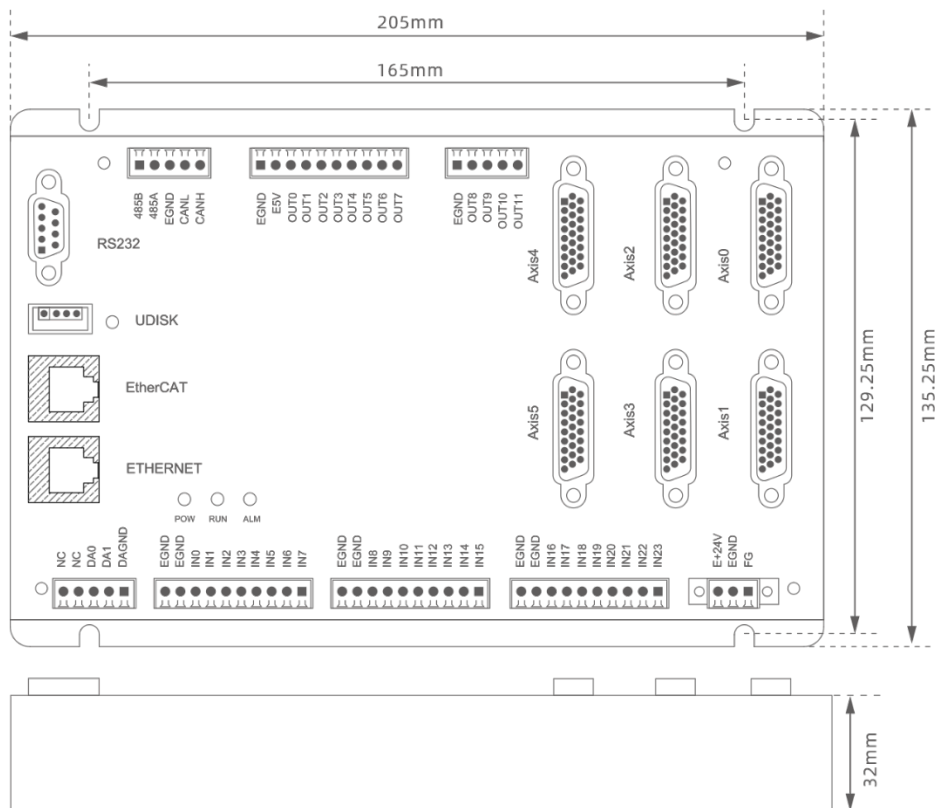 205mm
165mm
485B
485A
EGND
CANL
CANH
EGND
E5V
OUT0
OUT1
OUT2
OUT3
OUT4
OUT5
OUT6
OUT7
EGND
OUT8
OUT9
OUT10
OUT11
RS232
Axis4
Axis2
Axis0
UDISK
EtherCAT
129.25mm
135.25mm
Axis5
Axis3
Axis1
ETHERNET
POW
RUN
ALM
NC
NC
DA0
DA1
DAGND
EGND
EGND
IN0
IN1
IN2
IN3
IN4
IN5
IN6
IN7
EGND
EGND
IN8
IN9
IN10
IN11
IN12
IN13
IN14
IN15
EGND
EGND
IN16
IN17
IN18
IN19
IN20
IN21
IN22
IN23
E+24V
EGND
FG
32mm